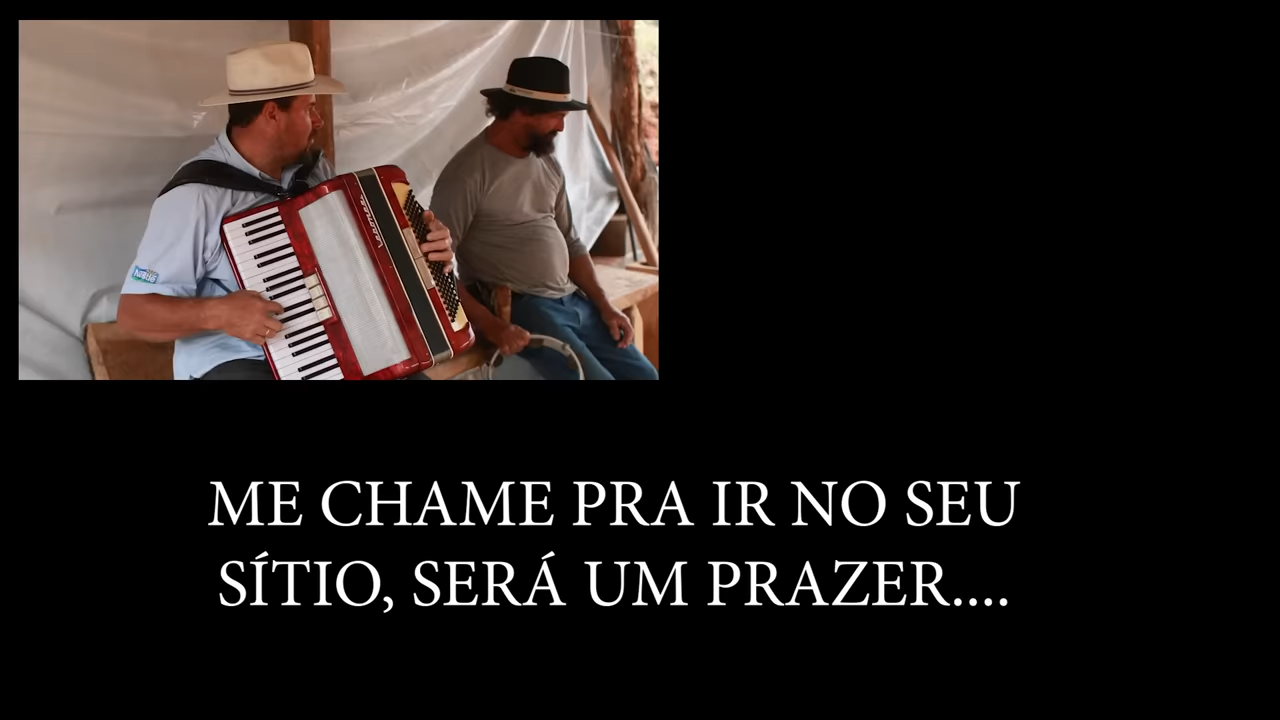 ME CHAME PRA IR NO SEU
SÍTIO, SERÁ UM PRAZER....